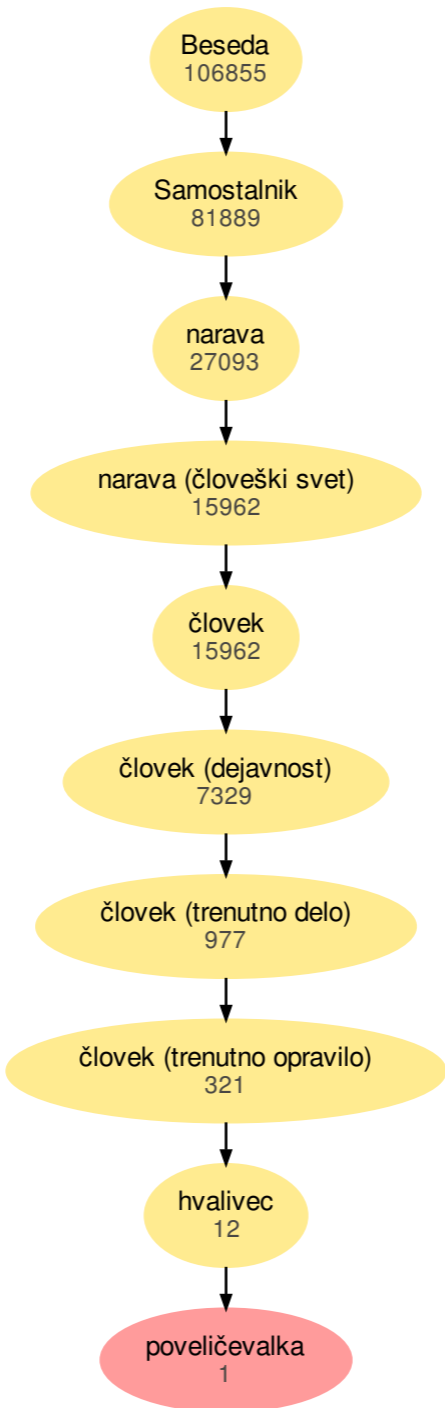 Beseda
106855
Samostalnik
81889
narava
27093
narava (človeški svet)
15962
človek
15962
človek (dejavnost)
7329
človek (trenutno delo)
977
človek (trenutno opravilo)
321
hvalivec
12
poveličevalka
1